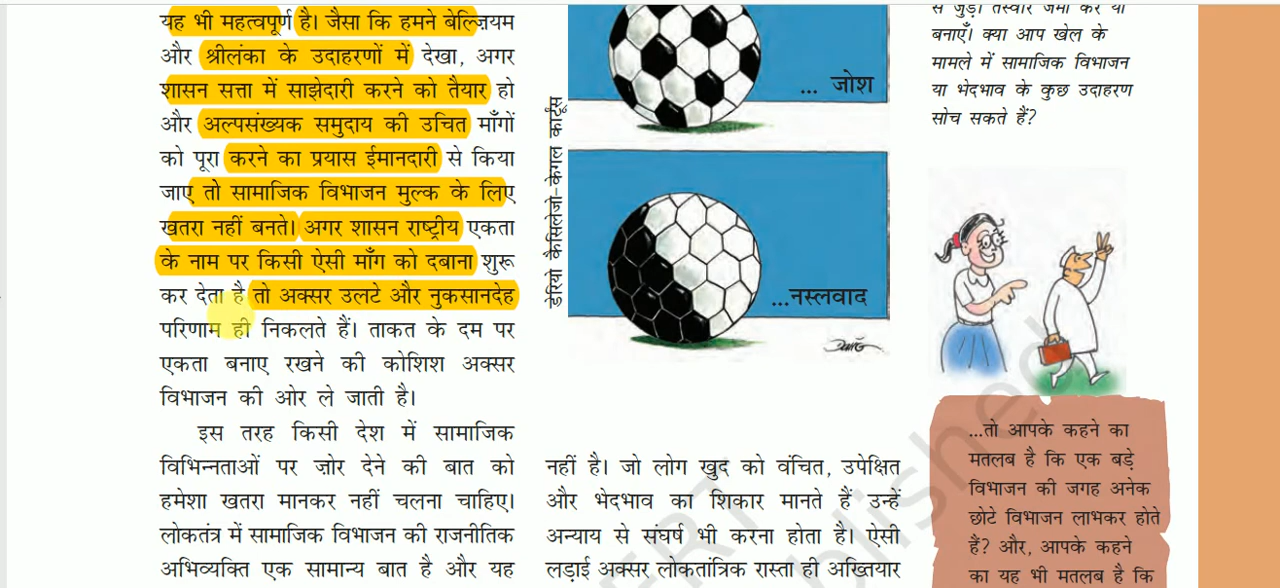 यह भी महत्वपूर्ण है। जैसा कि हमने बेल्ज़ियम
और श्रीलंका के उदाहरणों में देखा, अगर
शासन सत्ता में साझेदारी करने को तैयार हो
और अल्पसंख्यक समुदाय की उचित माँगों
को पूरा करने का प्रयास ईमानदारी से किया
जाए तो सामाजिक विभाजन मुल्क के लिए
खतरा नहीं बनते। अगर शासन राष्ट्रीय एकता
के नाम पर किसी ऐसी माँग को दबाना शुरू
कर देता है तो अक्सर उलटे और नुकसानदेह
परिणाम ही निकलते हैं। ताकत के दम पर
एकता बनाए रखने की कोशिश अक्सर
विभाजन की ओर ले जाती है।
इस तरह किसी देश में सामाजिक
विभिन्नताओं पर ज़ोर देने की बात को
हमेशा खतरा मानकर नहीं चलना चाहिए।
लोकतंत्र में सामाजिक विभाजन की राजनीतिक
अभिव्यक्ति एक सामान्य बात है और यह
डेरियो कैसिलेजो-केगल कार्टूंस
... जोश
...नस्लवाद
नहीं है। जो लोग खुद को वंचित, उपेक्षित
और भेदभाव का शिकार मानते हैं उन्हें
अन्याय से संघर्ष भी करना होता है। ऐसी
लड़ाई अक्सर लोकतांत्रिक रास्ता ही अख्तियार
से जुड़ी तस्वीरें जमा करें या
बनाएँ। क्या आप खेल के
मामले में सामाजिक विभाजन
या भेदभाव के कुछ उदाहरण
सोच सकते हैं?
...तो आपके कहने का
मतलब है कि एक बड़े
विभाजन की जगह अनेक
छोटे विभाजन लाभकर होते
हैं? और, आपके कहने
का यह भी मतलब है कि